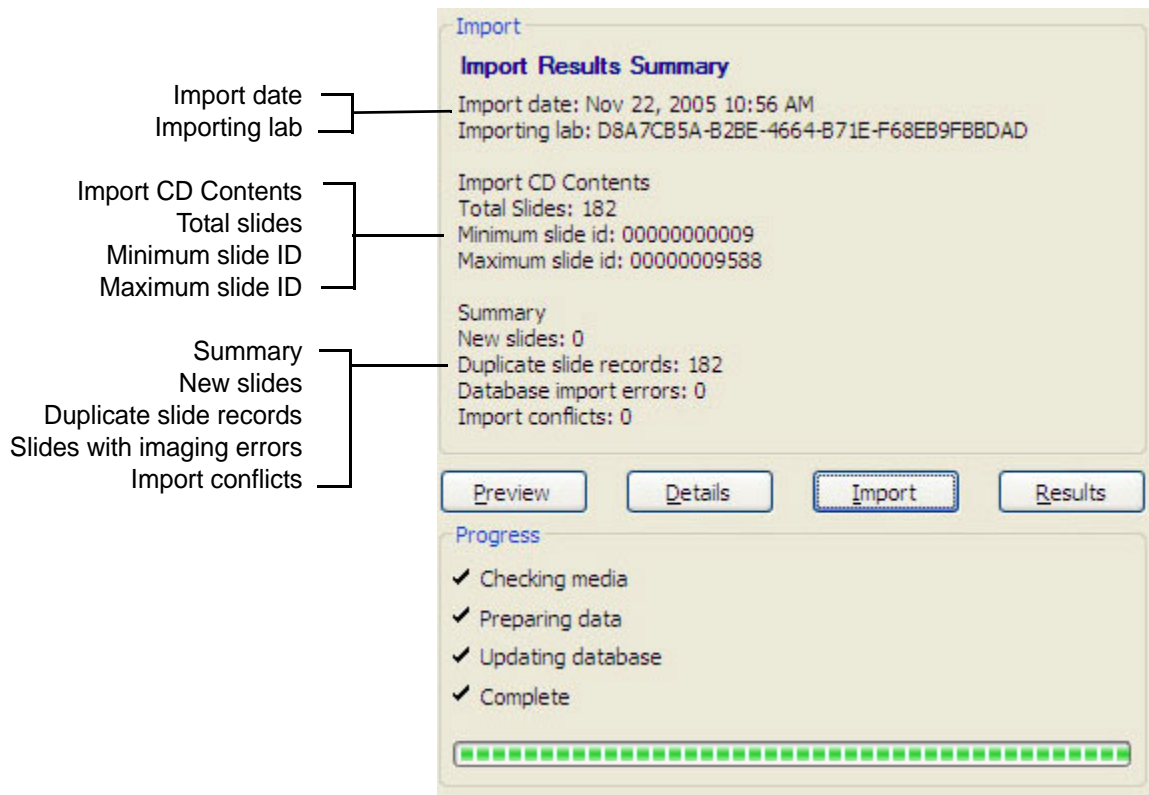 Import date
Importing lab
Import CD Contents
Total slides
Minimum slide ID
Maximum slide ID
Summary
New slides
Duplicate slide records
Slides with imaging errors
Import conflicts
Import
Import Results Summary
Import date: Nov 22, 2005 10:56 AM
Importing lab: D8A7CB5A-B2BE-4664-B71E-F68EB9FBBDAD
Import CD Contents
Total Slides: 182
Minimum slide id: 00000000009
Maximum slide id: 00000009588
Summary
New slides: 0
Duplicate slide records: 182
Database import errors: 0
Import conflicts: 0
Preview
Details
Import
Results
Progress
Checking media
Preparing data
Updating database
Complete